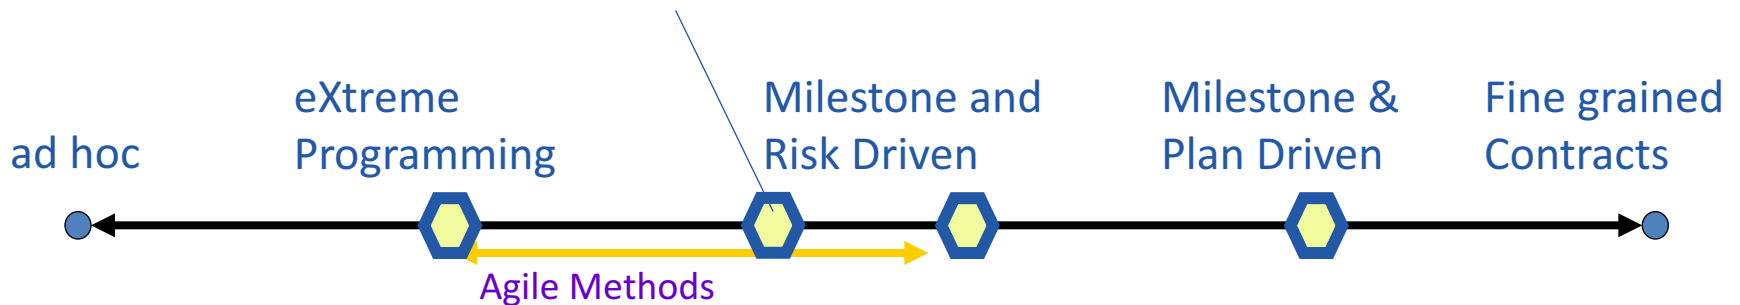 ad hoc
eXtreme
Programming
Milestone and
Risk Driven
Milestone &
Plan Driven
Fine grained
Contracts
Agile Methods